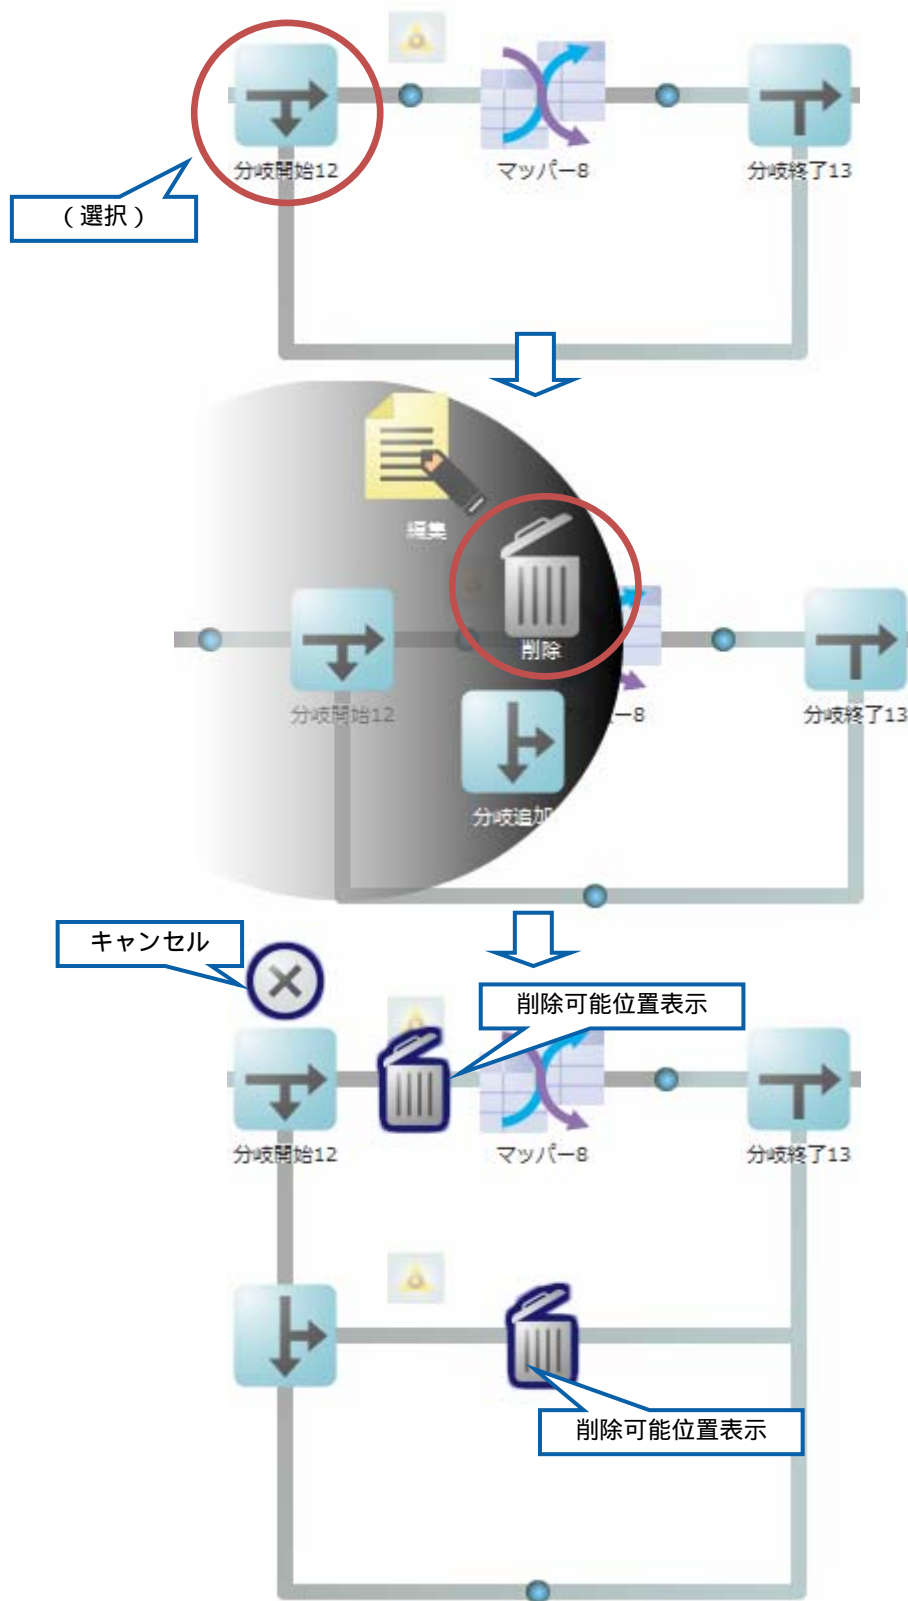 分岐開始12
マッパー8
分岐終了13
（選択）
編集
削除
分岐開始12
ー8
分岐終了13
分岐追加
キャンセル
削除可能位置表示
分岐開始12
マッパー8
分岐終了13
削除可能位置表示